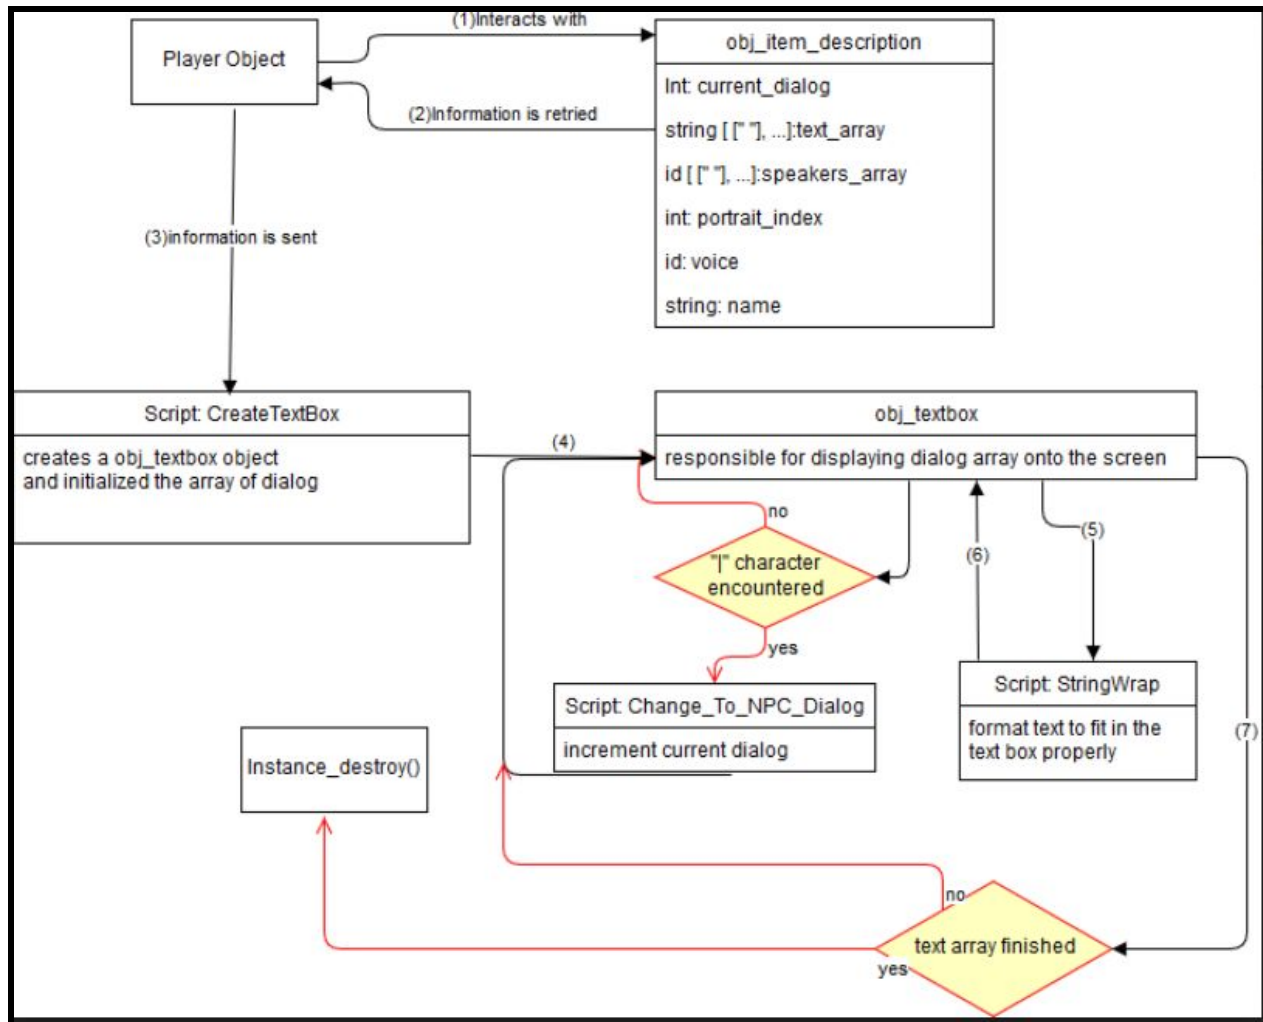 (1)Interacts with
Player Object
(2)Information is retried
(3)information is sent
obj_item_description
Int: current_dialog
string [ [" "], ...]:text_array
id [ [" "], ...]:speakers_array
int: portrait_index
id: voice
string: name
Script: CreateTextBox
creates a obj_textbox object
and initialized the array of dialog
(4)
obj_textbox
responsible for displaying dialog array onto the screen
no
"|" character
encountered
yes
(5)
(6)
Script: Change_To_NPC_Dialog
increment current dialog
Script: StringWrap
format text to fit in the
text box properly
(7)
Instance_destroy()
no
text array finished
yes